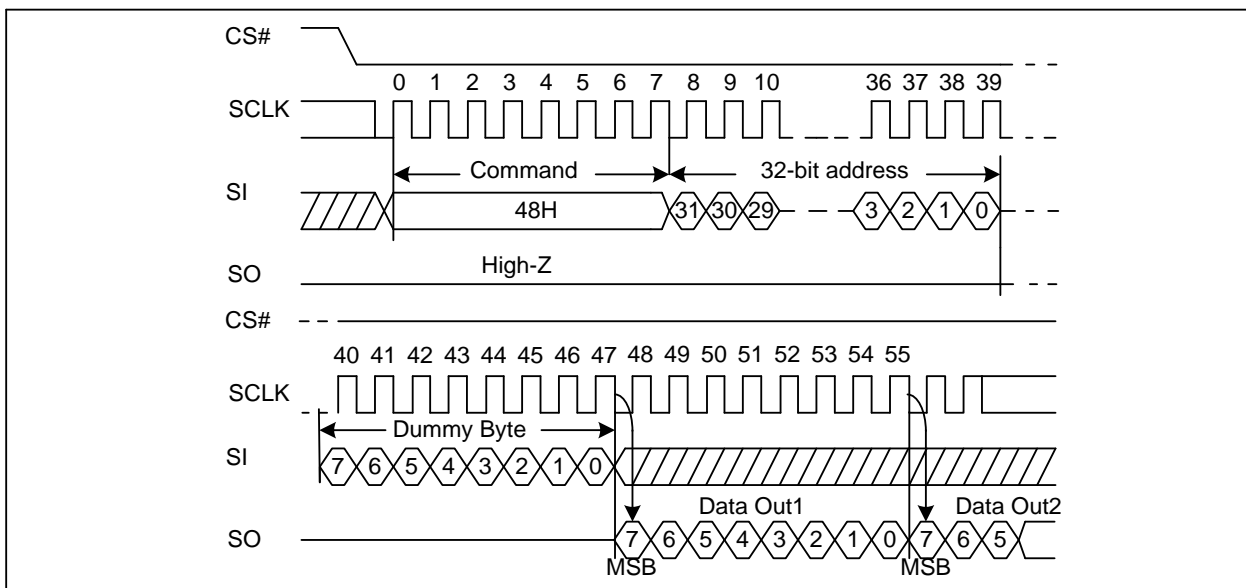 CS#
0 1 2 3 4 5 6 7 8 9 10 36 37 38 39
SCLK
Command 32-bit address
SI
48H 31 30 29 3 2 1 0
High-Z
SO
CS#
40 41 42 43 44 45 46 47 48 49 50 51 52 53 54 55
SCLK
Dummy Byte
SI
7 6 5 4 3 2 1 0
Data Out1 Data Out2
SO
7 6 5 4 3 2 1 0 7 6 5
MSB MSB